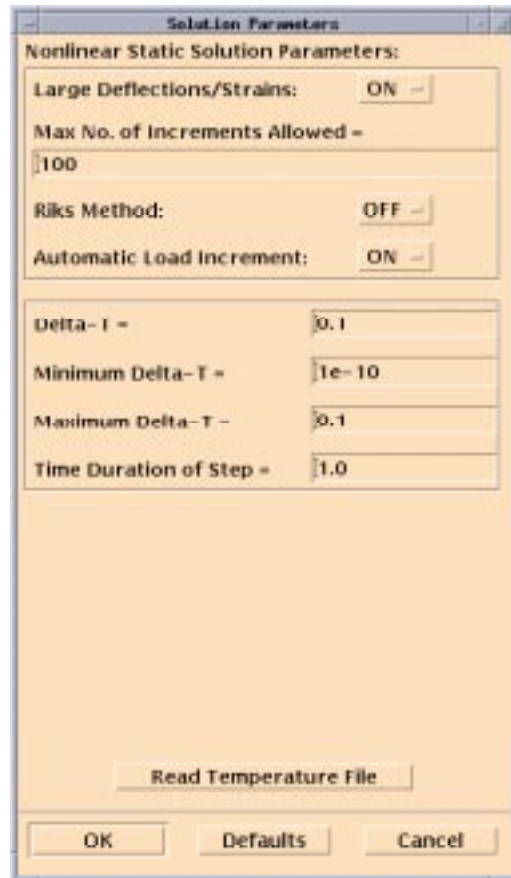 Solution Parameters
Nonlinear Static Solution Parameters:
Large Deflections/Strains: ON
Max No. of Increments Allowed =
100
Riks Method: OFF
Automatic Load Increment: ON
Delta-T = 0.1
Minimum Delta-T = 1e-10
Maximum Delta-T = 0.1
Time Duration of Step = 1.0
Read Temperature File
OK Defaults Cancel